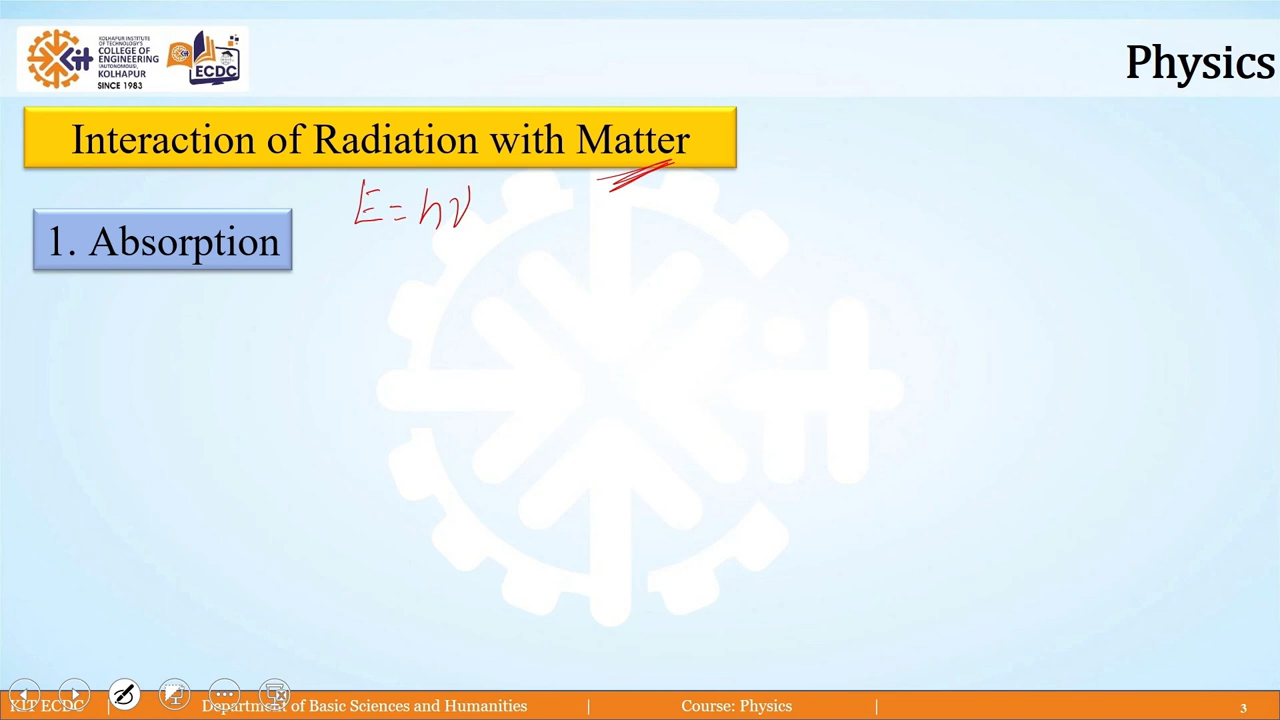 KOLHAPUR INSTITUTE
OF TECHNOLOGY'S
COLLEGE OF
ENGINEERING
(AUTONOMOUS),
KOLHAPUR
SINCE 1983
ECDC
Physics
Interaction of Radiation with Matter
E = hν
1. Absorption
KIT ECDC | Department of Basic Sciences and Humanities | Course: Physics | 3